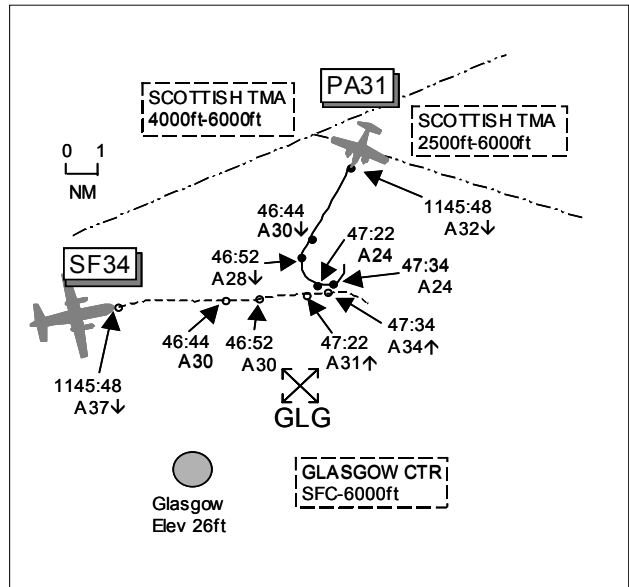 PA31
SCOTTISH TMA
4000ft-6000ft
SCOTTISH TMA
2500ft-6000ft
0 1
NM
1145:48
A32↓
46:44
A30↓
47:22
A24
46:52
A28↓
47:34
A24
SF34
46:44
A30
46:52
A30
47:22
A31↑
47:34
A34↑
1145:48
A37↓
GLG
GLASGOW CTR
SFC-6000ft
Glasgow
Elev 26ft